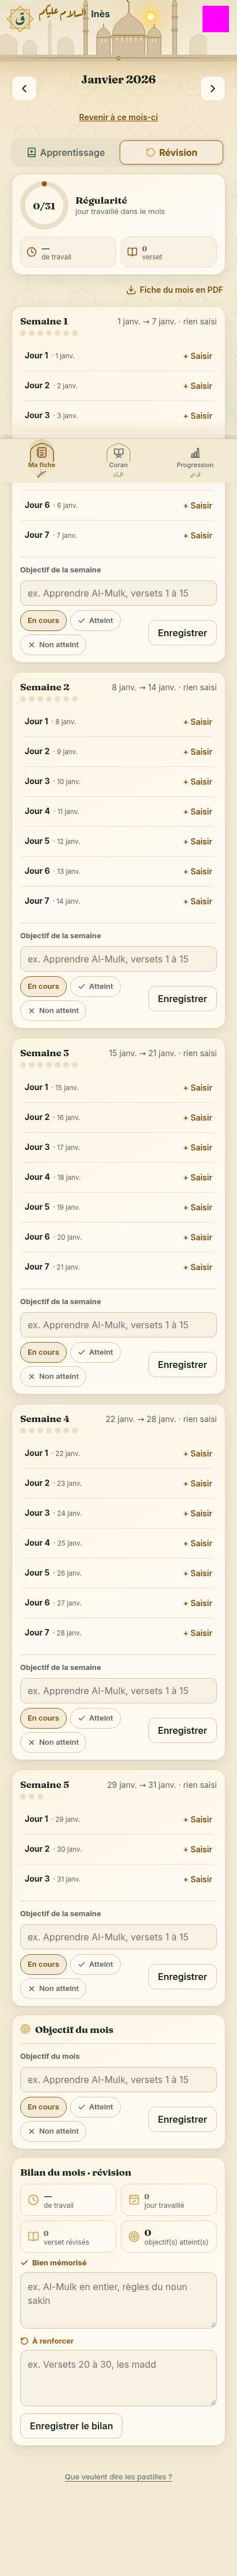 ق السلام عليكم Inès
Janvier 2026
Revenir à ce mois-ci
Apprentissage Révision
0/31 Régularité
jour travaillé dans le mois
— de travail
0 verset
Fiche du mois en PDF
Semaine 1 1 janv. → 7 janv. · rien saisi
Jour 1 · 1 janv. + Saisir
Jour 2 · 2 janv. + Saisir
Jour 3 · 3 janv. + Saisir
Ma fiche Coran Progression
Jour 6 · 6 janv. + Saisir
Jour 7 · 7 janv. + Saisir
Objectif de la semaine
ex. Apprendre Al-Mulk, versets 1 à 15
En cours Atteint
Non atteint
Enregistrer
Semaine 2 8 janv. → 14 janv. · rien saisi
Jour 1 · 8 janv. + Saisir
Jour 2 · 9 janv. + Saisir
Jour 3 · 10 janv. + Saisir
Jour 4 · 11 janv. + Saisir
Jour 5 · 12 janv. + Saisir
Jour 6 · 13 janv. + Saisir
Jour 7 · 14 janv. + Saisir
Objectif de la semaine
ex. Apprendre Al-Mulk, versets 1 à 15
En cours Atteint
Non atteint
Enregistrer
Semaine 3 15 janv. → 21 janv. · rien saisi
Jour 1 · 15 janv. + Saisir
Jour 2 · 16 janv. + Saisir
Jour 3 · 17 janv. + Saisir
Jour 4 · 18 janv. + Saisir
Jour 5 · 19 janv. + Saisir
Jour 6 · 20 janv. + Saisir
Jour 7 · 21 janv. + Saisir
Objectif de la semaine
ex. Apprendre Al-Mulk, versets 1 à 15
En cours Atteint
Non atteint
Enregistrer
Semaine 4 22 janv. → 28 janv. · rien saisi
Jour 1 · 22 janv. + Saisir
Jour 2 · 23 janv. + Saisir
Jour 3 · 24 janv. + Saisir
Jour 4 · 25 janv. + Saisir
Jour 5 · 26 janv. + Saisir
Jour 6 · 27 janv. + Saisir
Jour 7 · 28 janv. + Saisir
Objectif de la semaine
ex. Apprendre Al-Mulk, versets 1 à 15
En cours Atteint
Non atteint
Enregistrer
Semaine 5 29 janv. → 31 janv. · rien saisi
Jour 1 · 29 janv. + Saisir
Jour 2 · 30 janv. + Saisir
Jour 3 · 31 janv. + Saisir
Objectif de la semaine
ex. Apprendre Al-Mulk, versets 1 à 15
En cours Atteint
Non atteint
Enregistrer
Objectif du mois
Objectif du mois
ex. Apprendre Al-Mulk, versets 1 à 15
En cours Atteint
Non atteint
Enregistrer
Bilan du mois · révision
— de travail
0 jour travaillé
0 verset révisés
0 objectif(s) atteint(s)
Bien mémorisé
ex. Al-Mulk en entier, règles du noun
sakin
À renforcer
ex. Versets 20 à 30, les madd
Enregistrer le bilan
Que veulent dire les pastilles ?